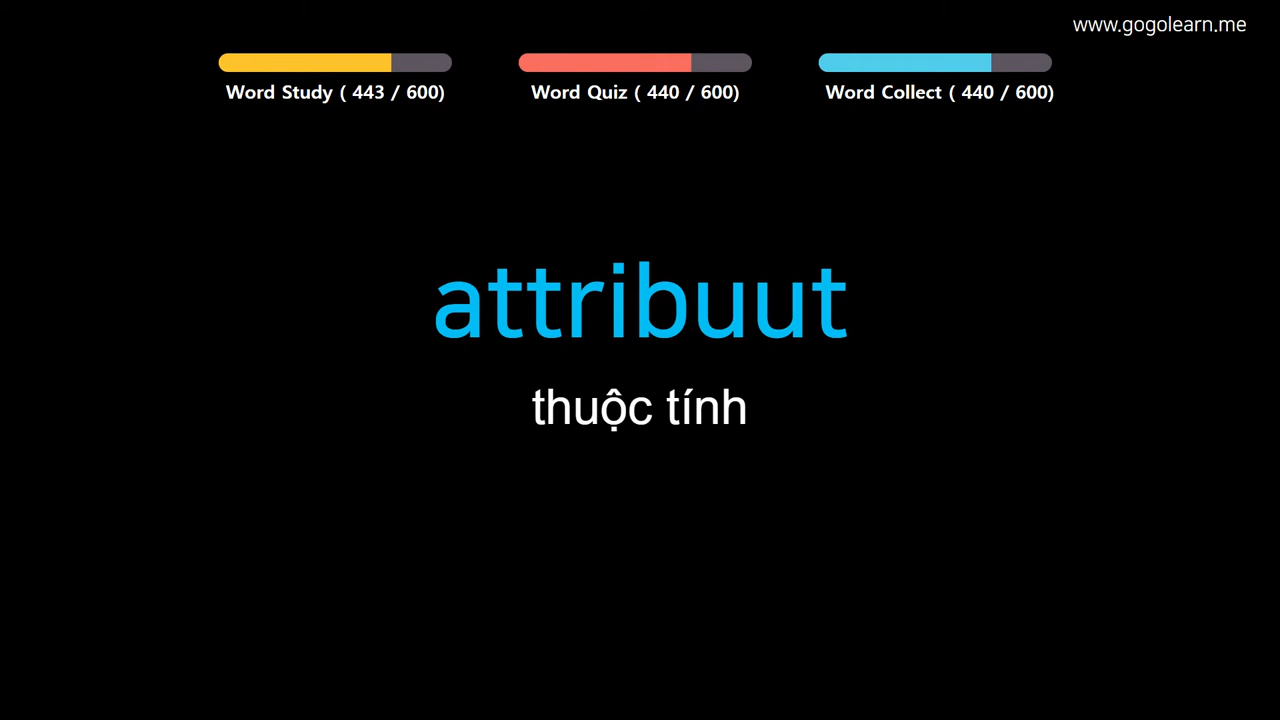 www.gogolearn.me
Word Study ( 443 / 600)
Word Quiz ( 440 / 600)
Word Collect ( 440 / 600)
attribuut
thuộc tính